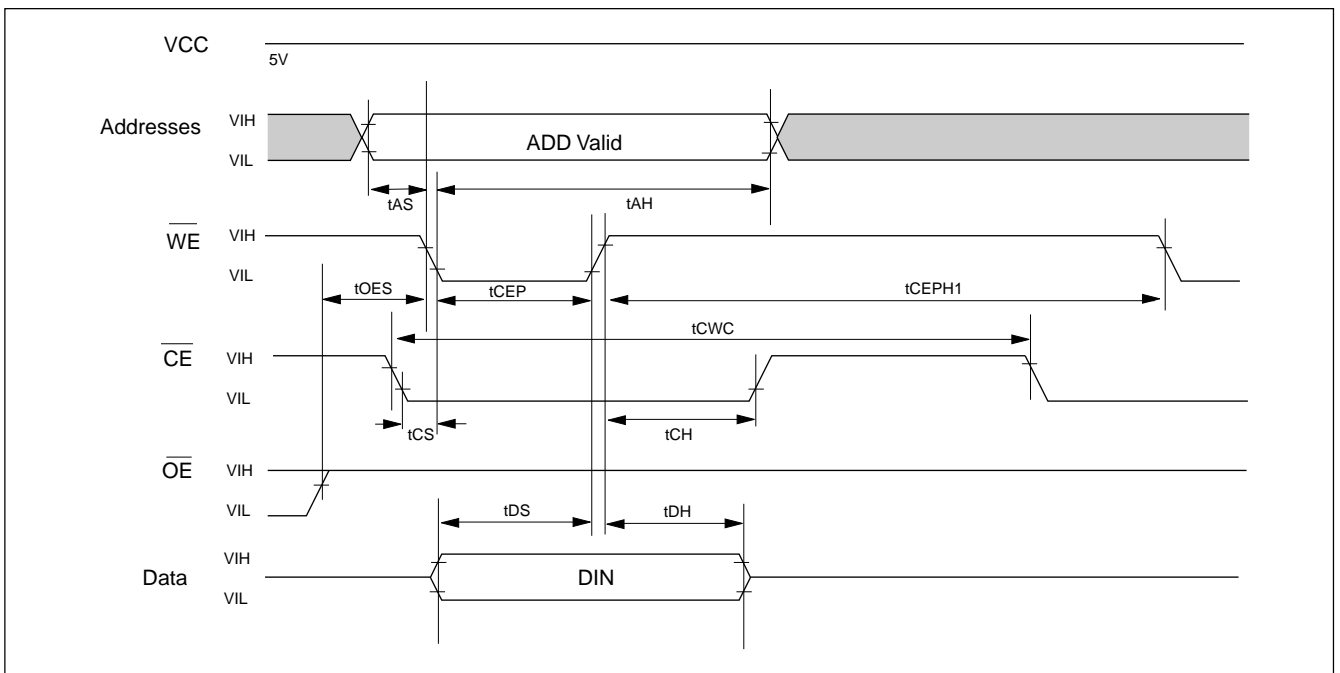 VCC
5V
Addresses
VIH
ADD Valid
VIL
tAS
tAH
WE
VIH
VIL
tOES
tCEP
tCEPH1
tCWC
CE
VIH
VIL
tCS
tCH
OE
VIH
VIL
tDS
tDH
VIH
Data
DIN
VIL